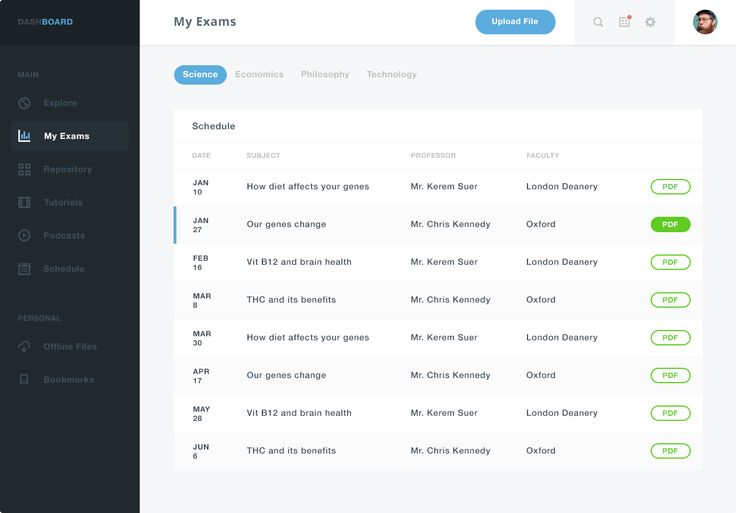 DASHBOARD
My Exams
Upload File
MAIN
Explore
My Exams
Repository
Tutorials
Podcasts
Schedule
PERSONAL
Offline Files
Bookmarks
Science Economics Philosophy Technology
Schedule
DATE SUBJECT PROFESSOR FACULTY
JAN
10 How diet affects your genes Mr. Kerem Suer London Deanery PDF
JAN
27 Our genes change Mr. Chris Kennedy Oxford PDF
FEB
16 Vit B12 and brain health Mr. Kerem Suer London Deanery PDF
MAR
8 THC and its benefits Mr. Chris Kennedy Oxford PDF
MAR
30 How diet affects your genes Mr. Kerem Suer London Deanery PDF
APR
17 Our genes change Mr. Chris Kennedy Oxford PDF
MAY
28 Vit B12 and brain health Mr. Kerem Suer London Deanery PDF
JUN
6 THC and its benefits Mr. Chris Kennedy Oxford PDF